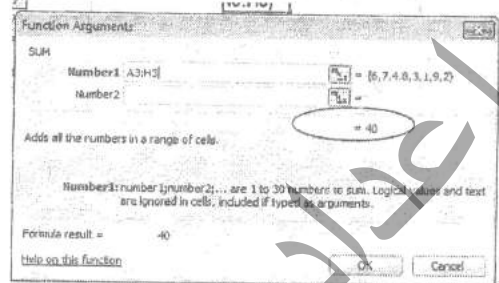 Function Arguments
SUM
Number1 A3:H3 = {6,7,4,8,3,1,9,2}
Number2 =
= 40
Adds all the numbers in a range of cells.
Number1: number1;number2;... are 1 to 30 numbers to sum. Logical values and text
are ignored in cells, included if typed as arguments.
Formula result = 40
Help on this function
OK Cancel